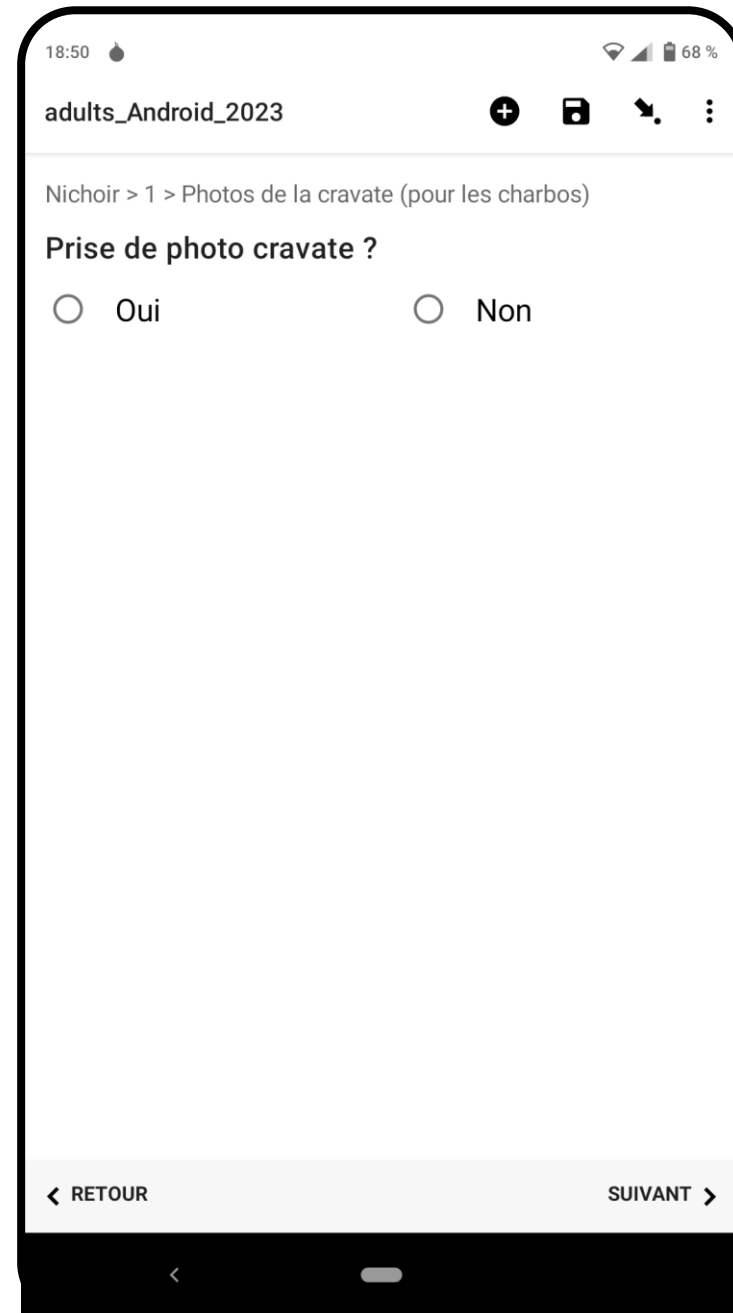 18:50 68 %
adults_Android_2023
Nichoir > 1 > Photos de la cravate (pour les charbos)
Prise de photo cravate ?
Oui Non
RETOUR SUIVANT